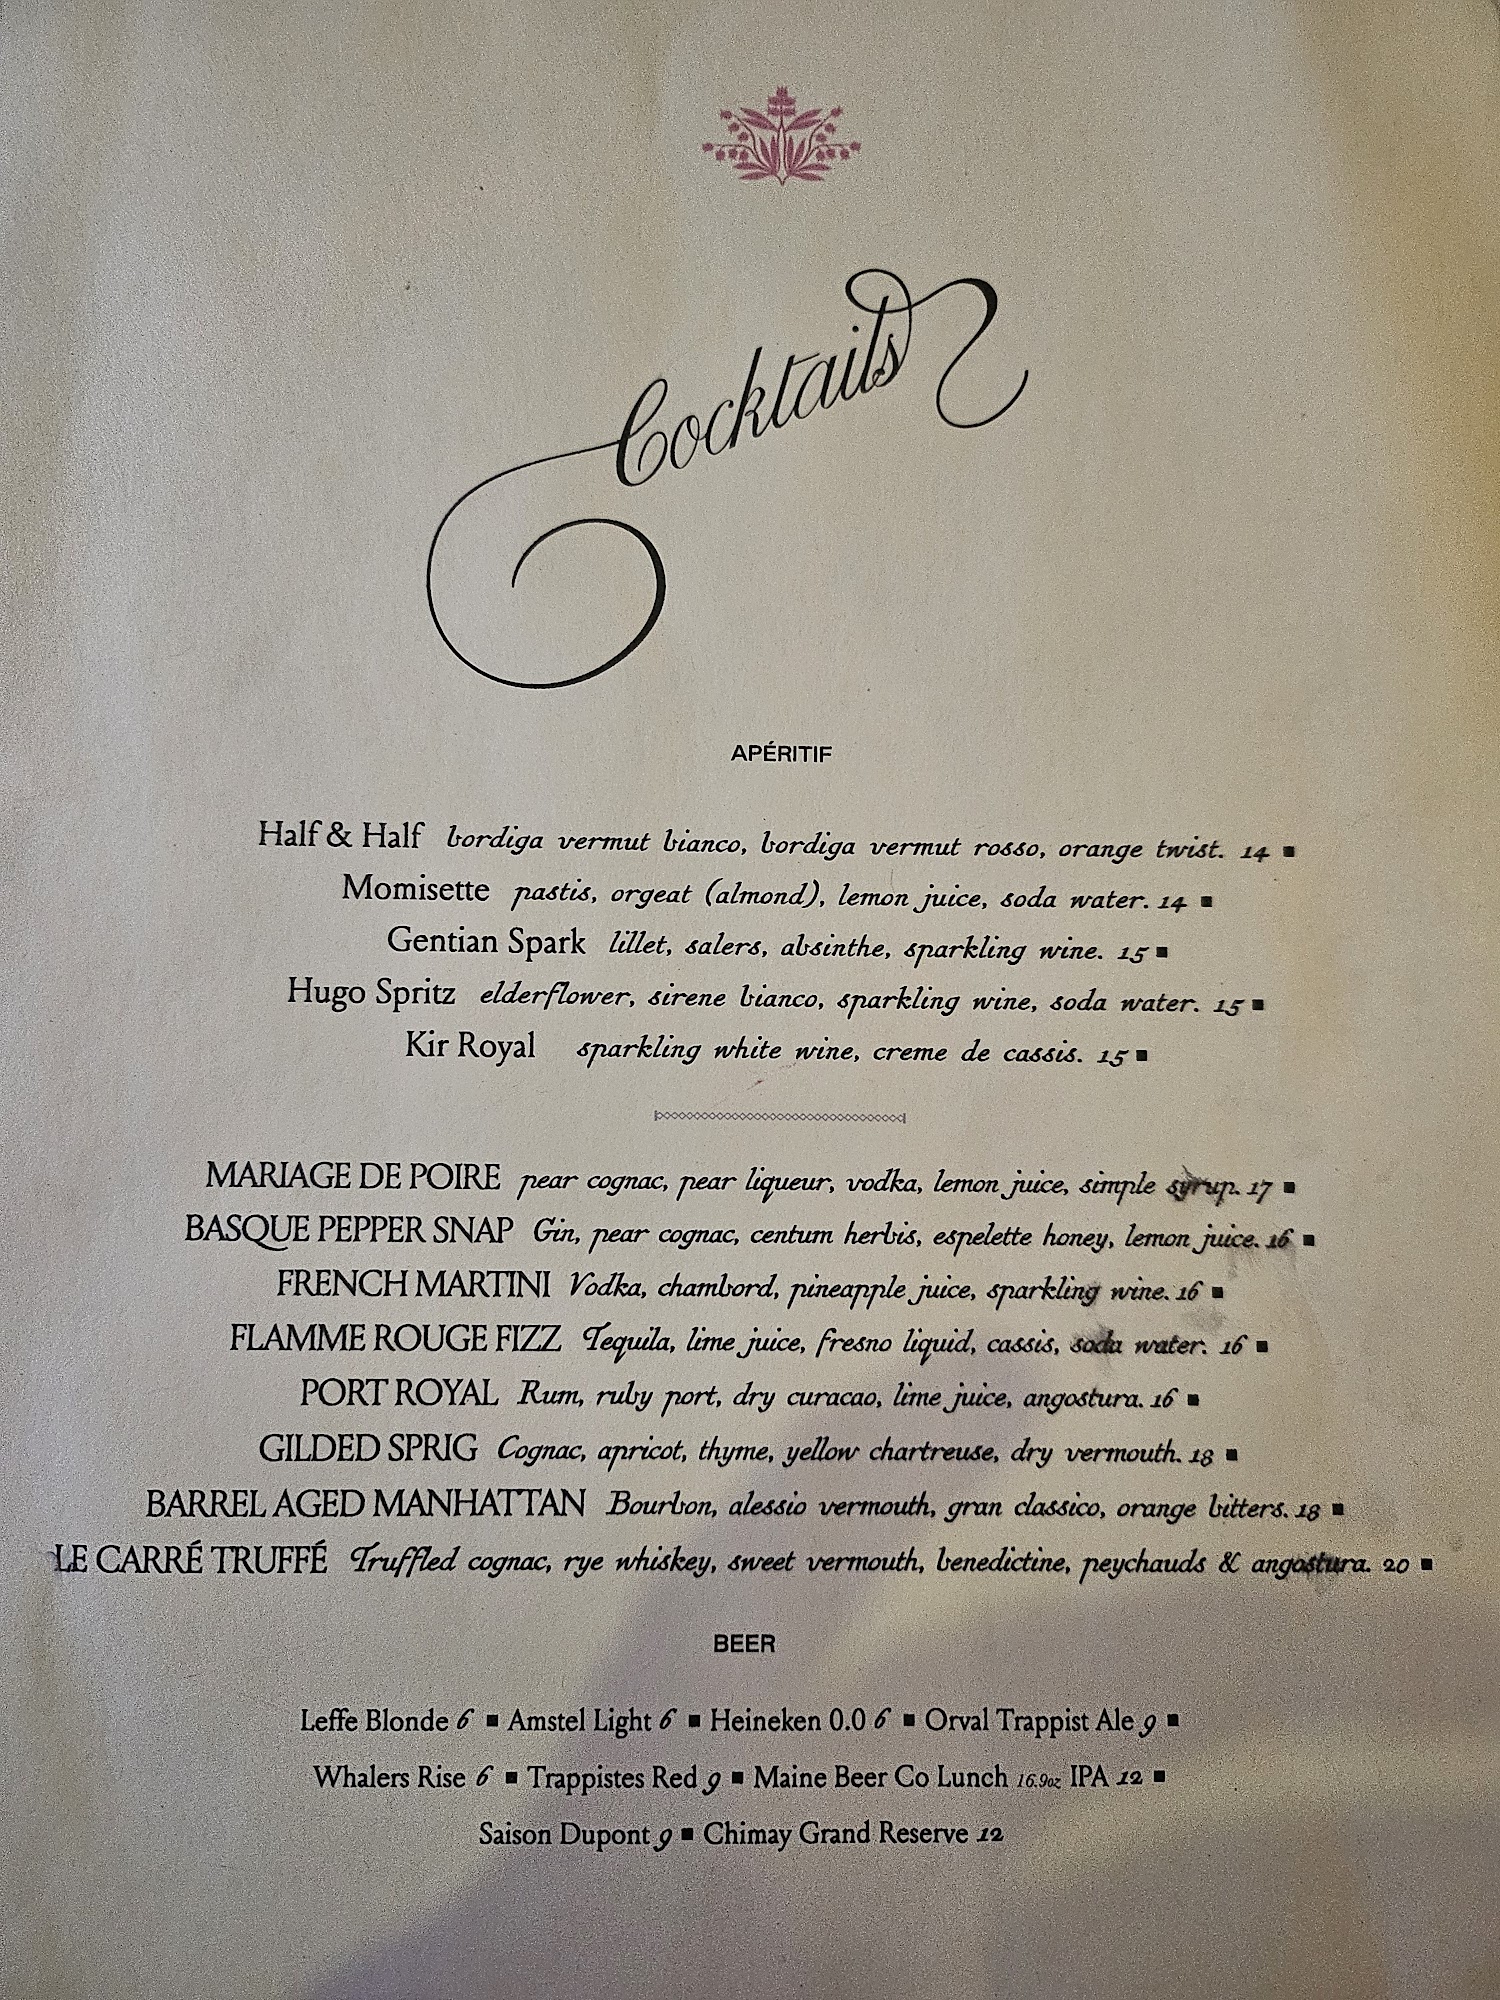 Cocktails
APÉRITIF
Half & Half bordiga vermut bianco, bordiga vermut rosso, orange twist. 14 ■
Momisette pastis, orgeat (almond), lemon juice, soda water. 14 ■
Gentian Spark lillet, salers, absinthe, sparkling wine. 15 ■
Hugo Spritz elderflower, sirene bianco, sparkling wine, soda water. 15 ■
Kir Royal sparkling white wine, creme de cassis. 15 ■
MARIAGE DE POIRE pear cognac, pear liqueur, vodka, lemon juice, simple syrup. 17 ■
BASQUE PEPPER SNAP Gin, pear cognac, centum herbis, espelette honey, lemon juice. 16 ■
FRENCH MARTINI Vodka, chambord, pineapple juice, sparkling wine. 16 ■
FLAMME ROUGE FIZZ Tequila, lime juice, fresno liquid, cassis, soda water. 16 ■
PORT ROYAL Rum, ruby port, dry curacao, lime juice, angostura. 16 ■
GILDED SPRIG Cognac, apricot, thyme, yellow chartreuse, dry vermouth. 18 ■
BARREL AGED MANHATTAN Bourbon, alessio vermouth, gran classico, orange bitters. 18 ■
LE CARRÉ TRUFFÉ Truffled cognac, rye whiskey, sweet vermouth, benedictine, peychauds & angostura. 20 ■
BEER
Leffe Blonde 6 ■ Amstel Light 6 ■ Heineken 0.0 6 ■ Orval Trappist Ale 9 ■
Whalers Rise 6 ■ Trappistes Red 9 ■ Maine Beer Co Lunch 16.9oz IPA 12 ■
Saison Dupont 9 ■ Chimay Grand Reserve 12